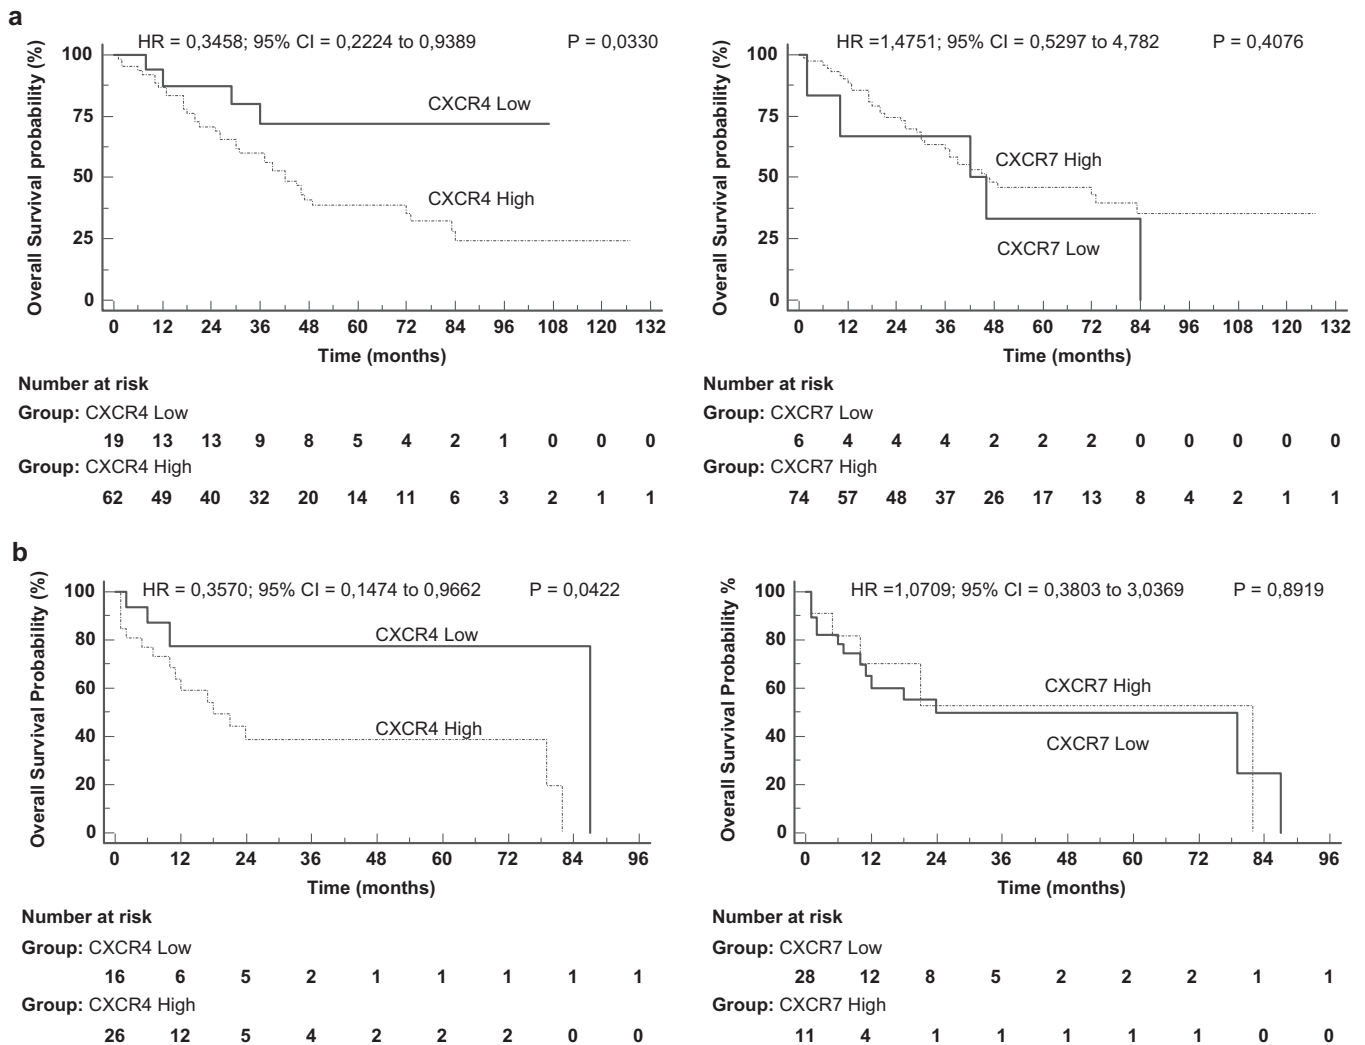 a
HR = 0,3458; 95% CI = 0,2224 to 0,9389 P = 0,0330
Overall Survival probability (%)
100
75
50
25
0
CXCR4 Low
CXCR4 High
0 12 24 36 48 60 72 84 96 108 120 132
Time (months)
Number at risk
Group: CXCR4 Low
19 13 13 9 8 5 4 2 1 0 0 0
Group: CXCR4 High
62 49 40 32 20 14 11 6 3 2 1 1
HR =1,4751; 95% CI = 0,5297 to 4,782 P = 0,4076
Overall Survival probability (%)
100
75
50
25
0
CXCR7 High
CXCR7 Low
0 12 24 36 48 60 72 84 96 108 120 132
Time (months)
Number at risk
Group: CXCR7 Low
6 4 4 4 2 2 2 0 0 0 0 0
Group: CXCR7 High
74 57 48 37 26 17 13 8 4 2 1 1
b
HR = 0,3570; 95% CI = 0,1474 to 0,9662 P = 0,0422
Overall Survival Probability (%)
100
80
60
40
20
0
CXCR4 Low
CXCR4 High
0 12 24 36 48 60 72 84 96
Time (months)
Number at risk
Group: CXCR4 Low
16 6 5 2 1 1 1 1 1
Group: CXCR4 High
26 12 5 4 2 2 2 0 0
HR =1,0709; 95% CI = 0,3803 to 3,0369 P = 0,8919
Overall Survival Probability %
100
80
60
40
20
0
CXCR7 High
CXCR7 Low
0 12 24 36 48 60 72 84 96
Time (months)
Number at risk
Group: CXCR7 Low
28 12 8 5 2 2 2 1 1
Group: CXCR7 High
11 4 1 1 1 1 1 0 0